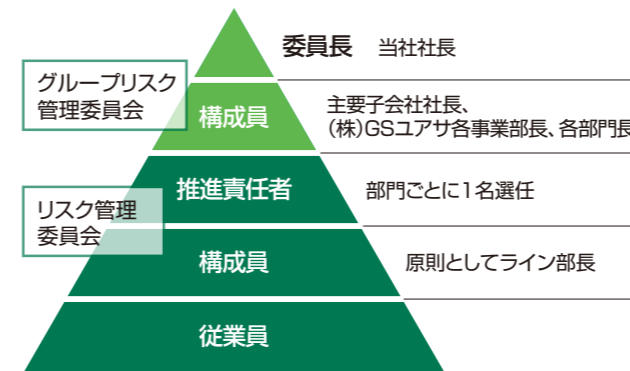 委員長 当社社長
グループリスク
管理委員会
構成員
主要子会社社長、
(株)GSユアサ各事業部長、各部門長
推進責任者
部門ごとに1名選任
リスク管理
委員会
構成員
原則としてライン部長
従業員